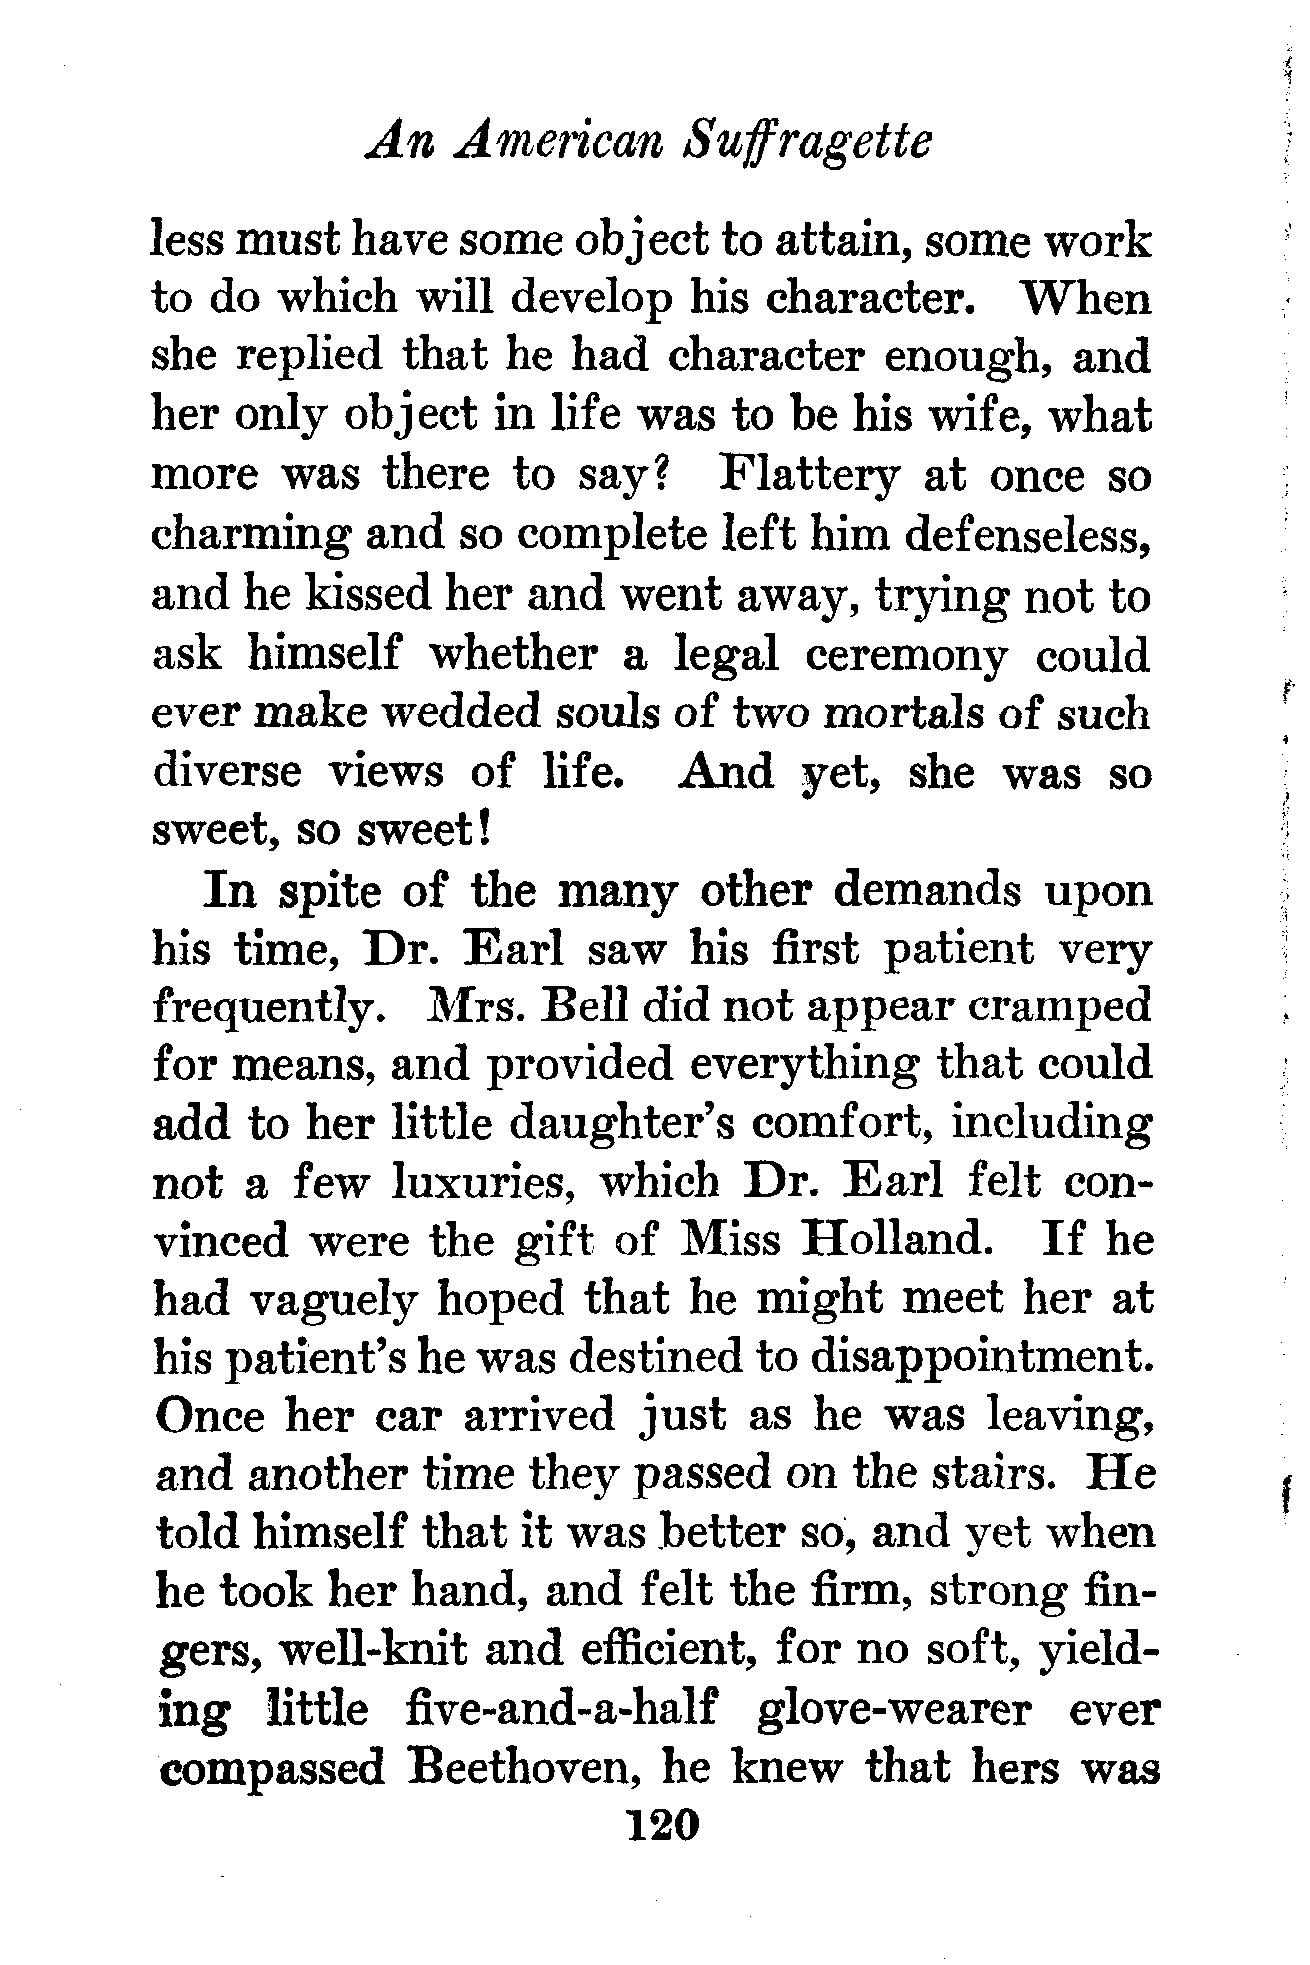 An American Suffragette
less must have some object to attain, some work
to do which will develop his character. When
she replied that he had character enough, and
her only object in life was to be his wife, what
more was there to say? Flattery at once so
charming and so complete left him defenseless,
and he kissed her and went away, trying not to
ask himself whether a legal ceremony could
ever make wedded souls of two mortals of such
diverse views of life. And yet, she was so
sweet, so sweet!
In spite of the many other demands upon
his time, Dr. Earl saw his first patient very
frequently. Mrs. Bell did not appear cramped
for means, and provided everything that could
add to her little daughter's comfort, including
not a few luxuries, which Dr. Earl felt con-
vinced were the gift of Miss Holland. If he
had vaguely hoped that he might meet her at
his patient's he was destined to disappointment.
Once her car arrived just as he was leaving,
and another time they passed on the stairs. He
told himself that it was better so, and yet when
he took her hand, and felt the firm, strong fin-
gers, well-knit and efficient, for no soft, yield-
ing little five-and-a-half glove-wearer ever
compassed Beethoven, he knew that hers was
120